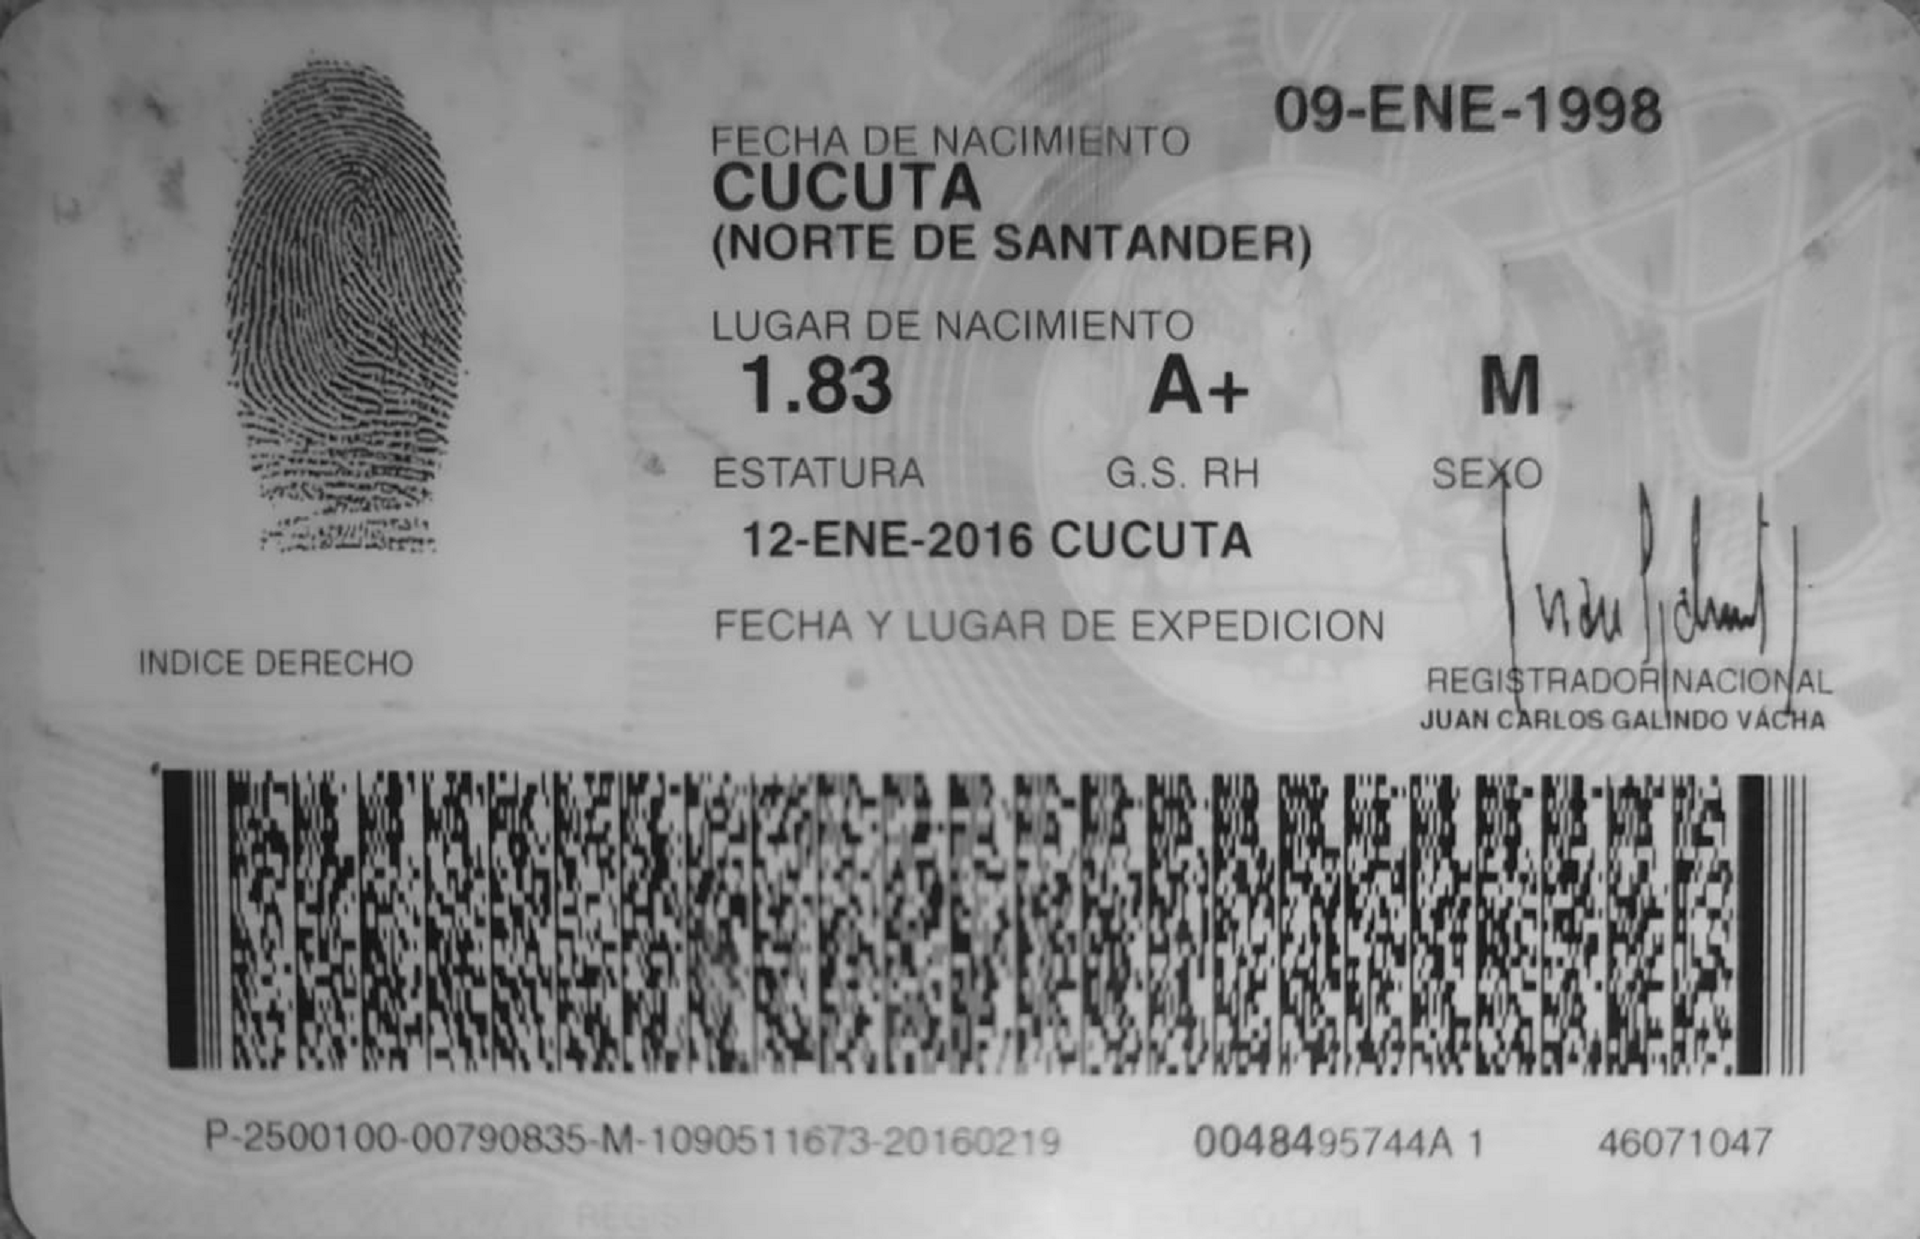 09-ENE-1998
FECHA DE NACIMIENTO
CUCUTA
(NORTE DE SANTANDER)
LUGAR DE NACIMIENTO
1.83 A+ M
ESTATURA G.S. RH SEXO
12-ENE-2016 CUCUTA
FECHA Y LUGAR DE EXPEDICION
INDICE DERECHO
REGISTRADOR NACIONAL
JUAN CARLOS GALINDO VÁCHA
P-2500100-00790835-M-1090511673-20160219 0048495744A 1 46071047